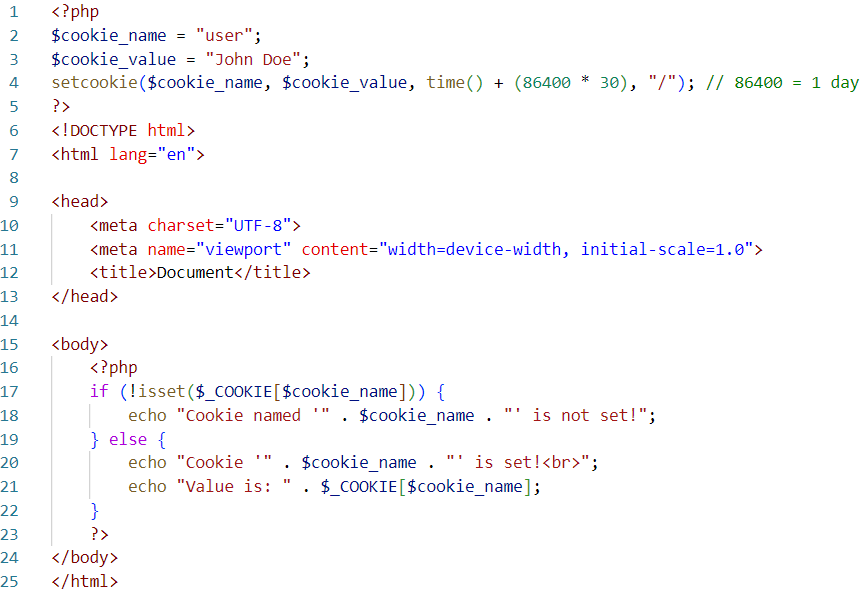 1 <?php
2 $cookie_name = "user";
3 $cookie_value = "John Doe";
4 setcookie($cookie_name, $cookie_value, time() + (86400 * 30), "/"); // 86400 = 1 day
5 ?>
6 <!DOCTYPE html>
7 <html lang="en">
8
9 <head>
10     <meta charset="UTF-8">
11     <meta name="viewport" content="width=device-width, initial-scale=1.0">
12     <title>Document</title>
13 </head>
14
15 <body>
16     <?php
17     if (!isset($_COOKIE[$cookie_name])) {
18         echo "Cookie named '" . $cookie_name . "' is not set!";
19     } else {
20         echo "Cookie '" . $cookie_name . "' is set!<br>";
21         echo "Value is: " . $_COOKIE[$cookie_name];
22     }
23     ?>
24 </body>
25 </html>